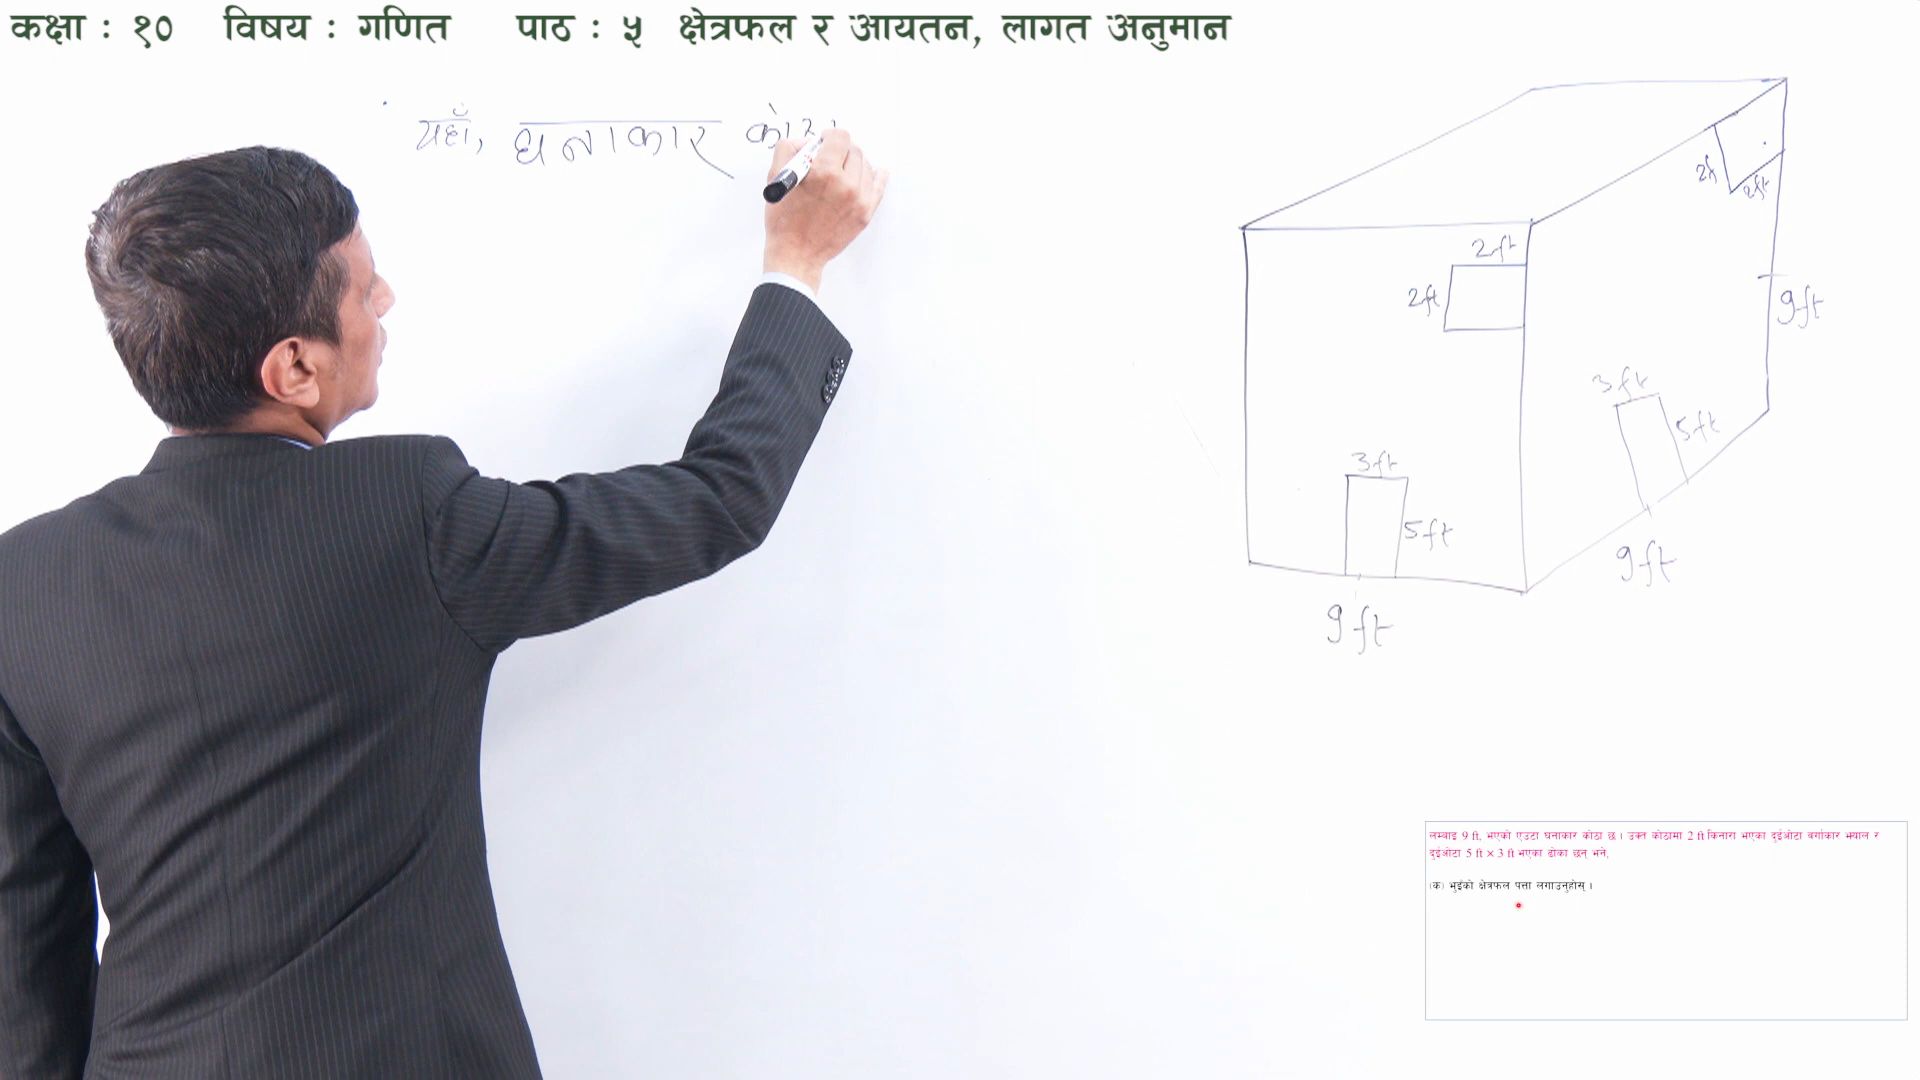 कक्षा : १० विषय : गणित पाठ : ५ क्षेत्रफल र आयतन, लागत अनुमान
यहाँ, घनाकार
2ft
2ft
2ft
2ft
9ft
3ft
5ft
3ft
5ft
9ft
9ft
लम्बाइ 9 ft. भएको एउटा घनाकार कोठा छ । उक्त कोठामा 2 ft किनारा भएका दुईओटा वर्गाकार झ्याल र
दुईओटा 5 ft × 3 ft भएका ढोका छन् भने,
(क) भुइँको क्षेत्रफल पत्ता लगाउनुहोस् ।